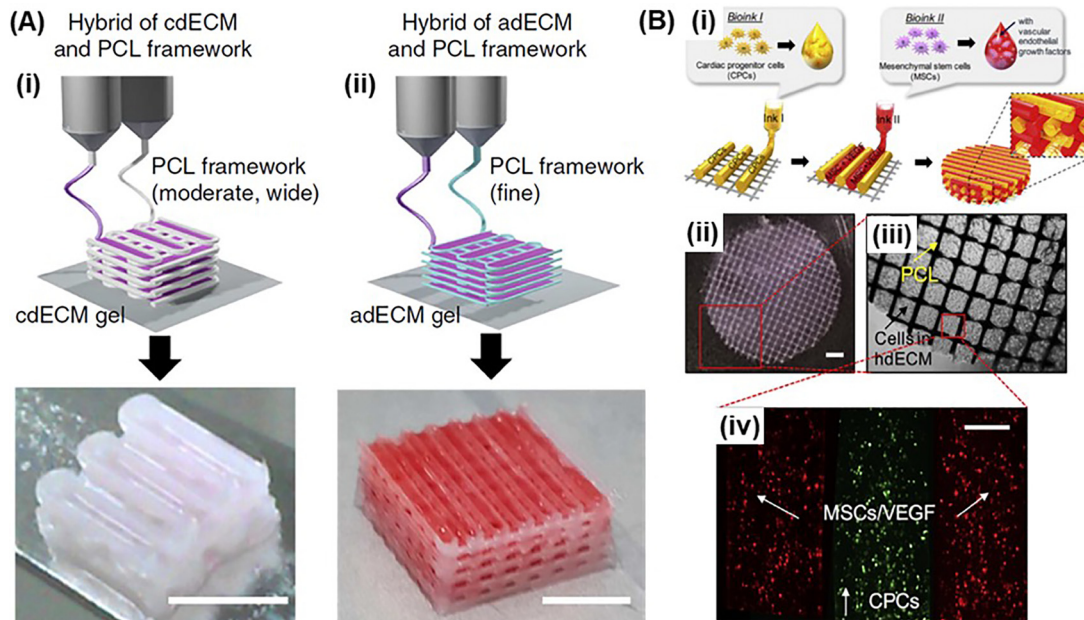 (A)
Hybrid of cdECM
and PCL framework
(i)
PCL framework
(moderate, wide)
cdECM gel
Hybrid of adECM
and PCL framework
(ii)
PCL framework
(fine)
adECM gel
(B)
(i)
Bioink I
Cardiac progenitor cells
(CPCs)
Bioink II
Mesenchymal stem cells
(MSCs)
with
vascular
endothelial
growth factors
Ink I
Ink II
(ii)
(iii)
PCL
Cells in
hdECM
(iv)
MSCs/VEGF
CPCs